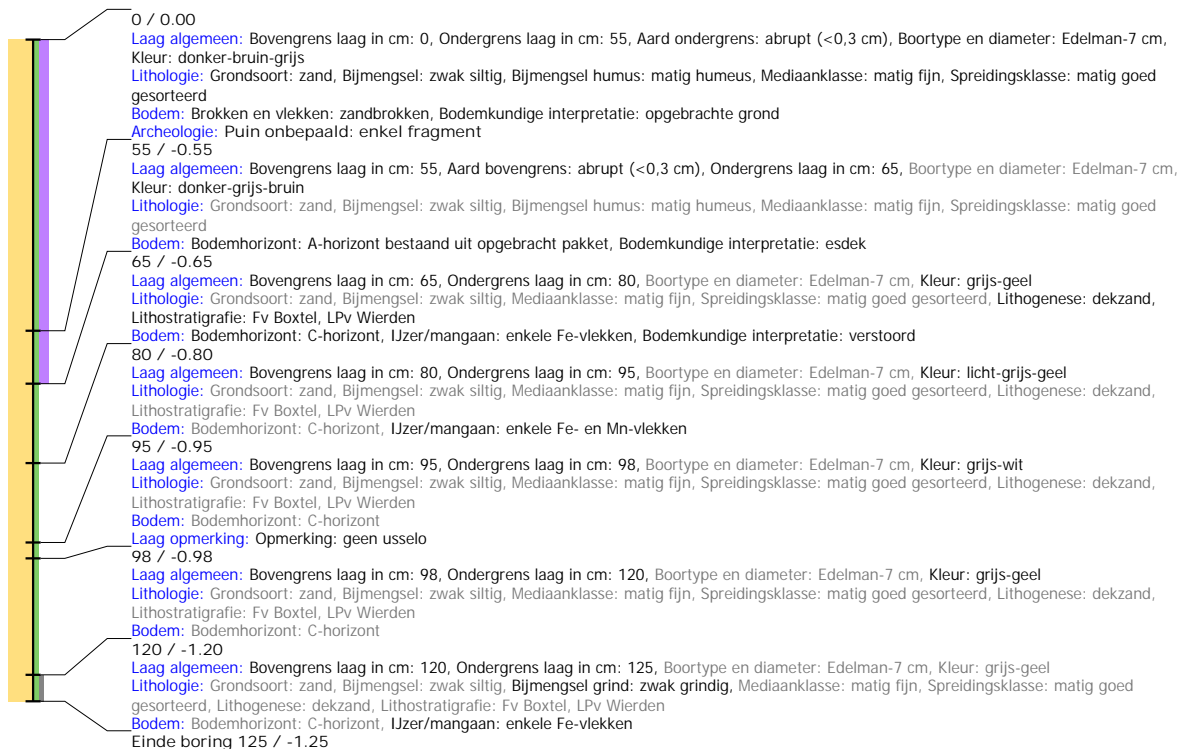 0 / 0.00
Laag algemeen: Bovengrens laag in cm: 0, Ondergrens laag in cm: 55, Aard ondergrens: abrupt (<0,3 cm), Boortype en diameter: Edelman-7 cm,
Kleur: donker-bruin-grijs
Lithologie: Grondsoort: zand, Bijmengsel: zwak siltig, Bijmengsel humus: matig humeus, Mediaanklasse: matig fijn, Spreidingsklasse: matig goed
gesorteerd
Bodem: Brokken en vlekken: zandbrokken, Bodemkundige interpretatie: opgebrachte grond
Archeologie: Puin onbepaald: enkel fragment
55 / -0.55
Laag algemeen: Bovengrens laag in cm: 55, Aard bovengrens: abrupt (<0,3 cm), Ondergrens laag in cm: 65, Boortype en diameter: Edelman-7 cm,
Kleur: donker-grijs-bruin
Lithologie: Grondsoort: zand, Bijmengsel: zwak siltig, Bijmengsel humus: matig humeus, Mediaanklasse: matig fijn, Spreidingsklasse: matig goed
gesorteerd
Bodem: Bodemhorizont: A-horizont bestaand uit opgebracht pakket, Bodemkundige interpretatie: esdek
65 / -0.65
Laag algemeen: Bovengrens laag in cm: 65, Ondergrens laag in cm: 80, Boortype en diameter: Edelman-7 cm, Kleur: grijs-geel
Lithologie: Grondsoort: zand, Bijmengsel: zwak siltig, Mediaanklasse: matig fijn, Spreidingsklasse: matig goed gesorteerd, Lithogenese: dekzand,
Lithostratigrafie: Fv Boxtel, LPv Wierden
Bodem: Bodemhorizont: C-horizont, IJzer/mangaan: enkele Fe-vlekken, Bodemkundige interpretatie: verstoord
80 / -0.80
Laag algemeen: Bovengrens laag in cm: 80, Ondergrens laag in cm: 95, Boortype en diameter: Edelman-7 cm, Kleur: licht-grijs-geel
Lithologie: Grondsoort: zand, Bijmengsel: zwak siltig, Mediaanklasse: matig fijn, Spreidingsklasse: matig goed gesorteerd, Lithogenese: dekzand,
Lithostratigrafie: Fv Boxtel, LPv Wierden
Bodem: Bodemhorizont: C-horizont, IJzer/mangaan: enkele Fe- en Mn-vlekken
95 / -0.95
Laag algemeen: Bovengrens laag in cm: 95, Ondergrens laag in cm: 98, Boortype en diameter: Edelman-7 cm, Kleur: grijs-wit
Lithologie: Grondsoort: zand, Bijmengsel: zwak siltig, Mediaanklasse: matig fijn, Spreidingsklasse: matig goed gesorteerd, Lithogenese: dekzand,
Lithostratigrafie: Fv Boxtel, LPv Wierden
Bodem: Bodemhorizont: C-horizont
Laag opmerking: Opmerking: geen usselo
98 / -0.98
Laag algemeen: Bovengrens laag in cm: 98, Ondergrens laag in cm: 120, Boortype en diameter: Edelman-7 cm, Kleur: grijs-geel
Lithologie: Grondsoort: zand, Bijmengsel: zwak siltig, Mediaanklasse: matig fijn, Spreidingsklasse: matig goed gesorteerd, Lithogenese: dekzand,
Lithostratigrafie: Fv Boxtel, LPv Wierden
Bodem: Bodemhorizont: C-horizont
120 / -1.20
Laag algemeen: Bovengrens laag in cm: 120, Ondergrens laag in cm: 125, Boortype en diameter: Edelman-7 cm, Kleur: grijs-geel
Lithologie: Grondsoort: zand, Bijmengsel: zwak siltig, Bijmengsel grind: zwak grindig, Mediaanklasse: matig fijn, Spreidingsklasse: matig goed
gesorteerd, Lithogenese: dekzand, Lithostratigrafie: Fv Boxtel, LPv Wierden
Bodem: Bodemhorizont: C-horizont, IJzer/mangaan: enkele Fe-vlekken
Einde boring 125 / -1.25